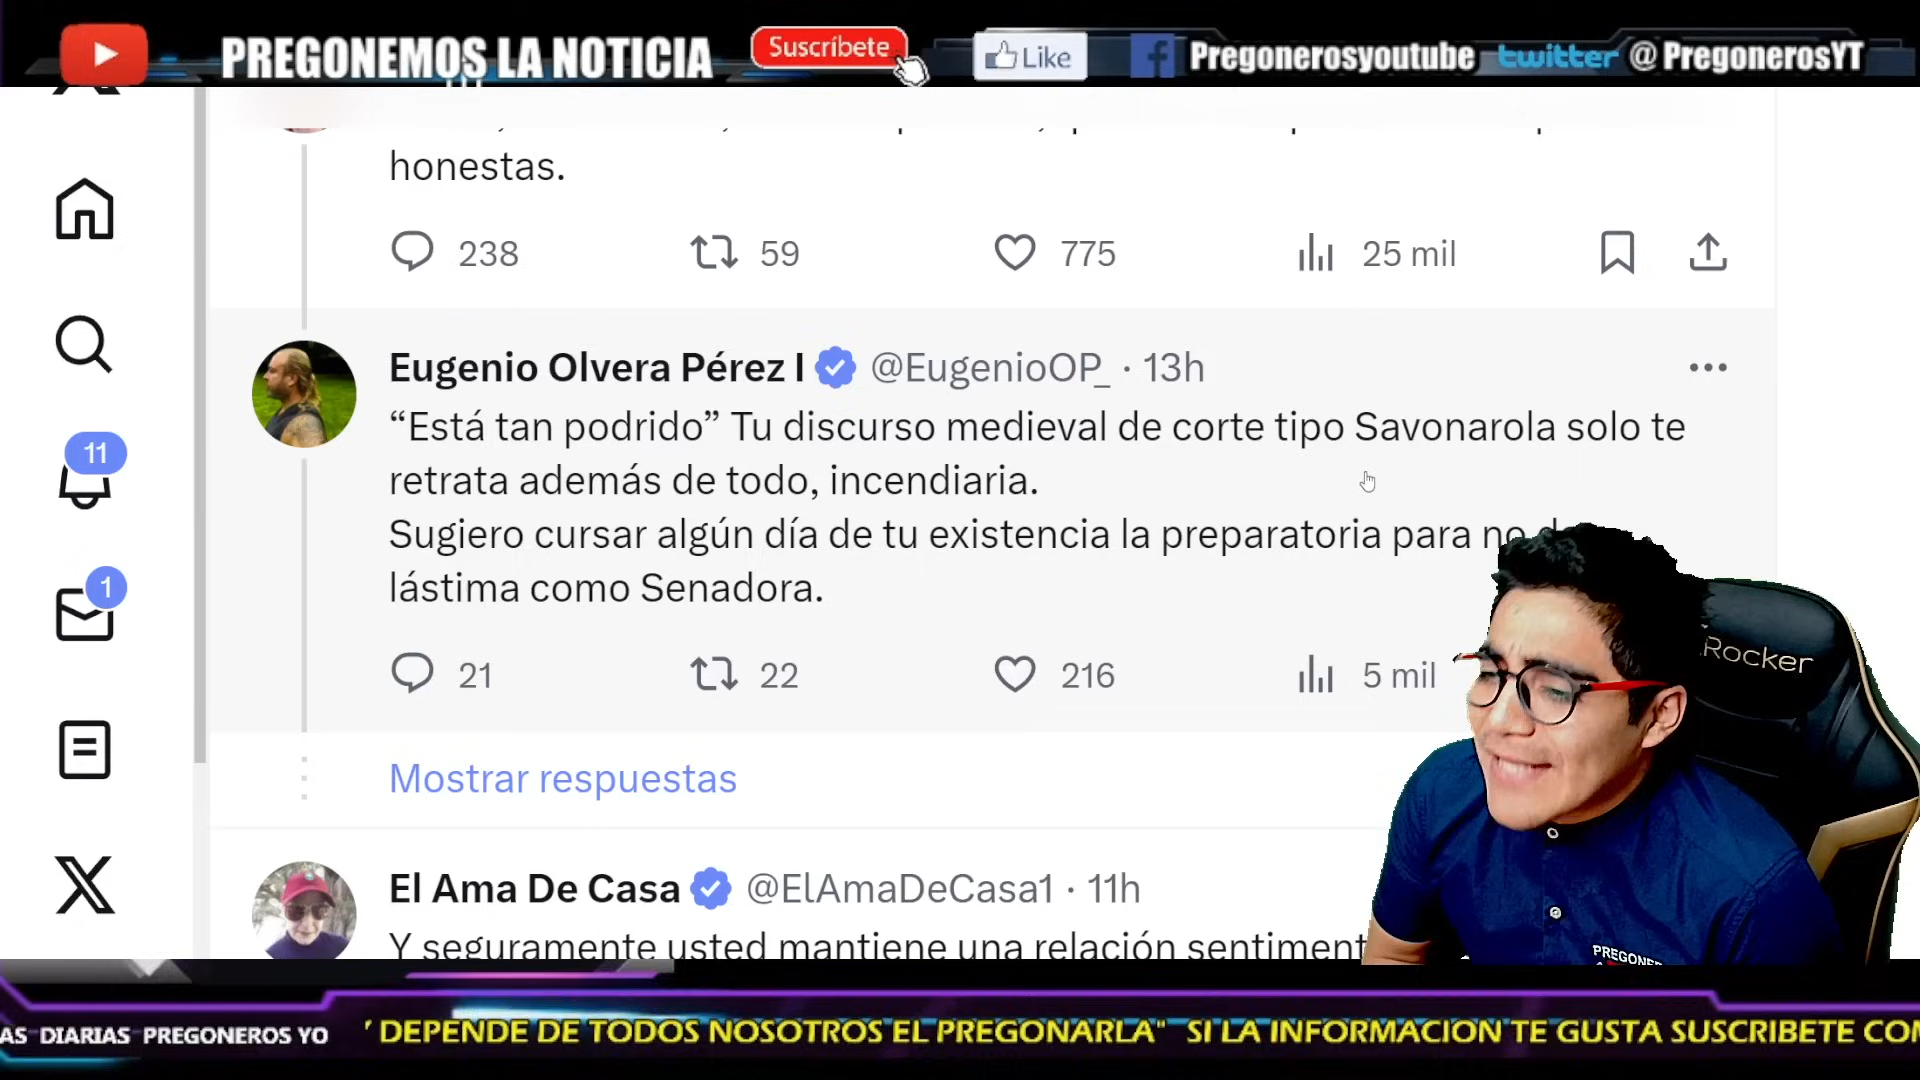 PREGONEMOS LA NOTICIA
Suscríbete
Like
Pregonerosyoutube
twitter @PregonerosYT
honestas.
238 59 775 25 mil
Eugenio Olvera Pérez I @EugenioOP_ · 13h
“Está tan podrido” Tu discurso medieval de corte tipo Savonarola solo te
retrata además de todo, incendiaria.
Sugiero cursar algún día de tu existencia la preparatoria para no
lástima como Senadora.
21 22 216 5 mil
Mostrar respuestas
El Ama De Casa @ElAmaDeCasa1 · 11h
Y seguramente usted mantiene una relación
11
1
Rocker
AS DIARIAS PREGONEROS YO
DEPENDE DE TODOS NOSOTROS EL PREGONARLA" SI LA INFORMACION TE GUSTA SUSCRIBETE